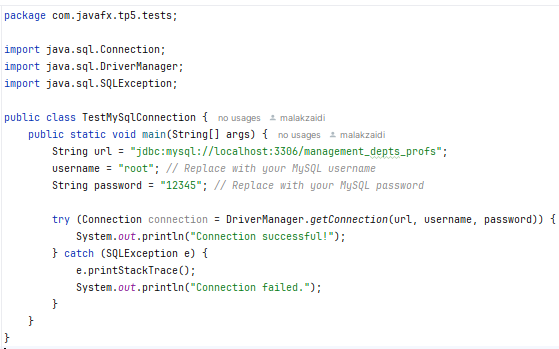 package com.javafx.tp5.tests;

import java.sql.Connection;
import java.sql.DriverManager;
import java.sql.SQLException;

public class TestMySqlConnection { no usages malakzaidi
    public static void main(String[] args) { no usages malakzaidi
        String url = "jdbc:mysql://localhost:3306/management_depts_profs";
        username = "root"; // Replace with your MySQL username
        String password = "12345"; // Replace with your MySQL password

        try (Connection connection = DriverManager.getConnection(url, username, password)) {
            System.out.println("Connection successful!");
        } catch (SQLException e) {
            e.printStackTrace();
            System.out.println("Connection failed.");
        }
    }
}